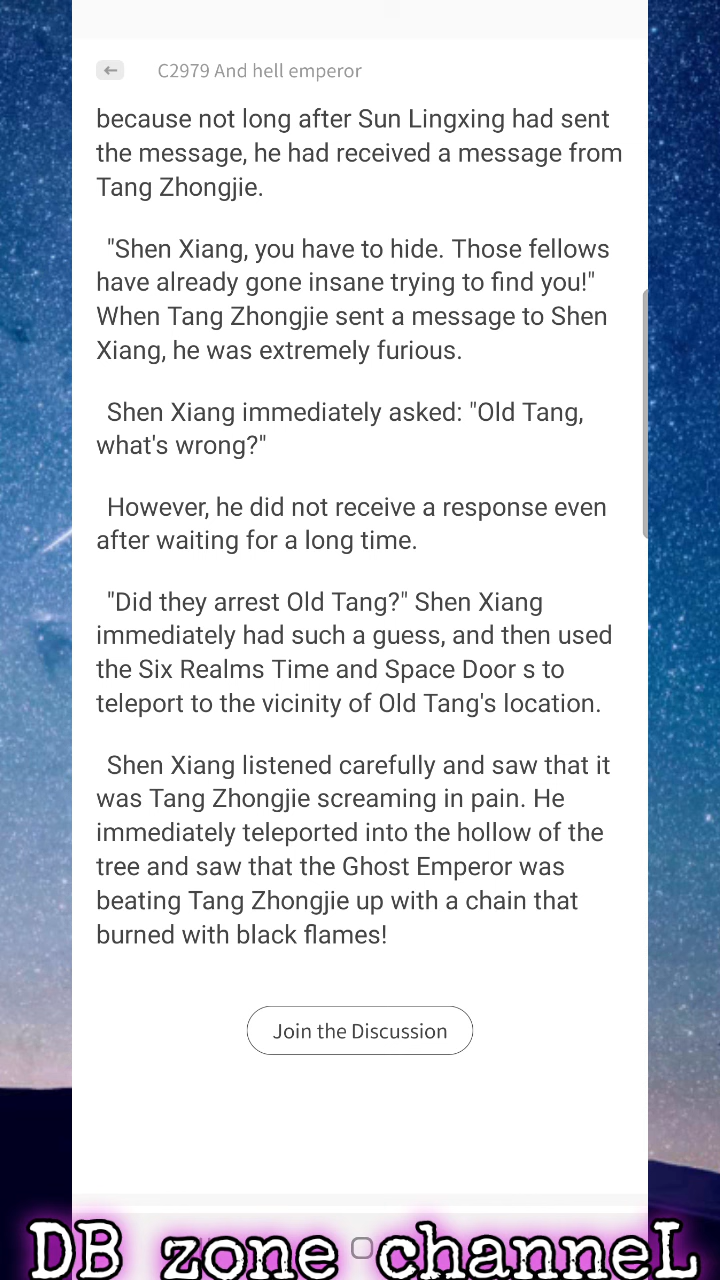 C2979 And hell emperor
because not long after Sun Lingxing had sent
the message, he had received a message from
Tang Zhongjie.
"Shen Xiang, you have to hide. Those fellows
have already gone insane trying to find you!"
When Tang Zhongjie sent a message to Shen
Xiang, he was extremely furious.
Shen Xiang immediately asked: "Old Tang,
what's wrong?"
However, he did not receive a response even
after waiting for a long time.
"Did they arrest Old Tang?" Shen Xiang
immediately had such a guess, and then used
the Six Realms Time and Space Door s to
teleport to the vicinity of Old Tang's location.
Shen Xiang listened carefully and saw that it
was Tang Zhongjie screaming in pain. He
immediately teleported into the hollow of the
tree and saw that the Ghost Emperor was
beating Tang Zhongjie up with a chain that
burned with black flames!
Join the Discussion
DB zone channeL